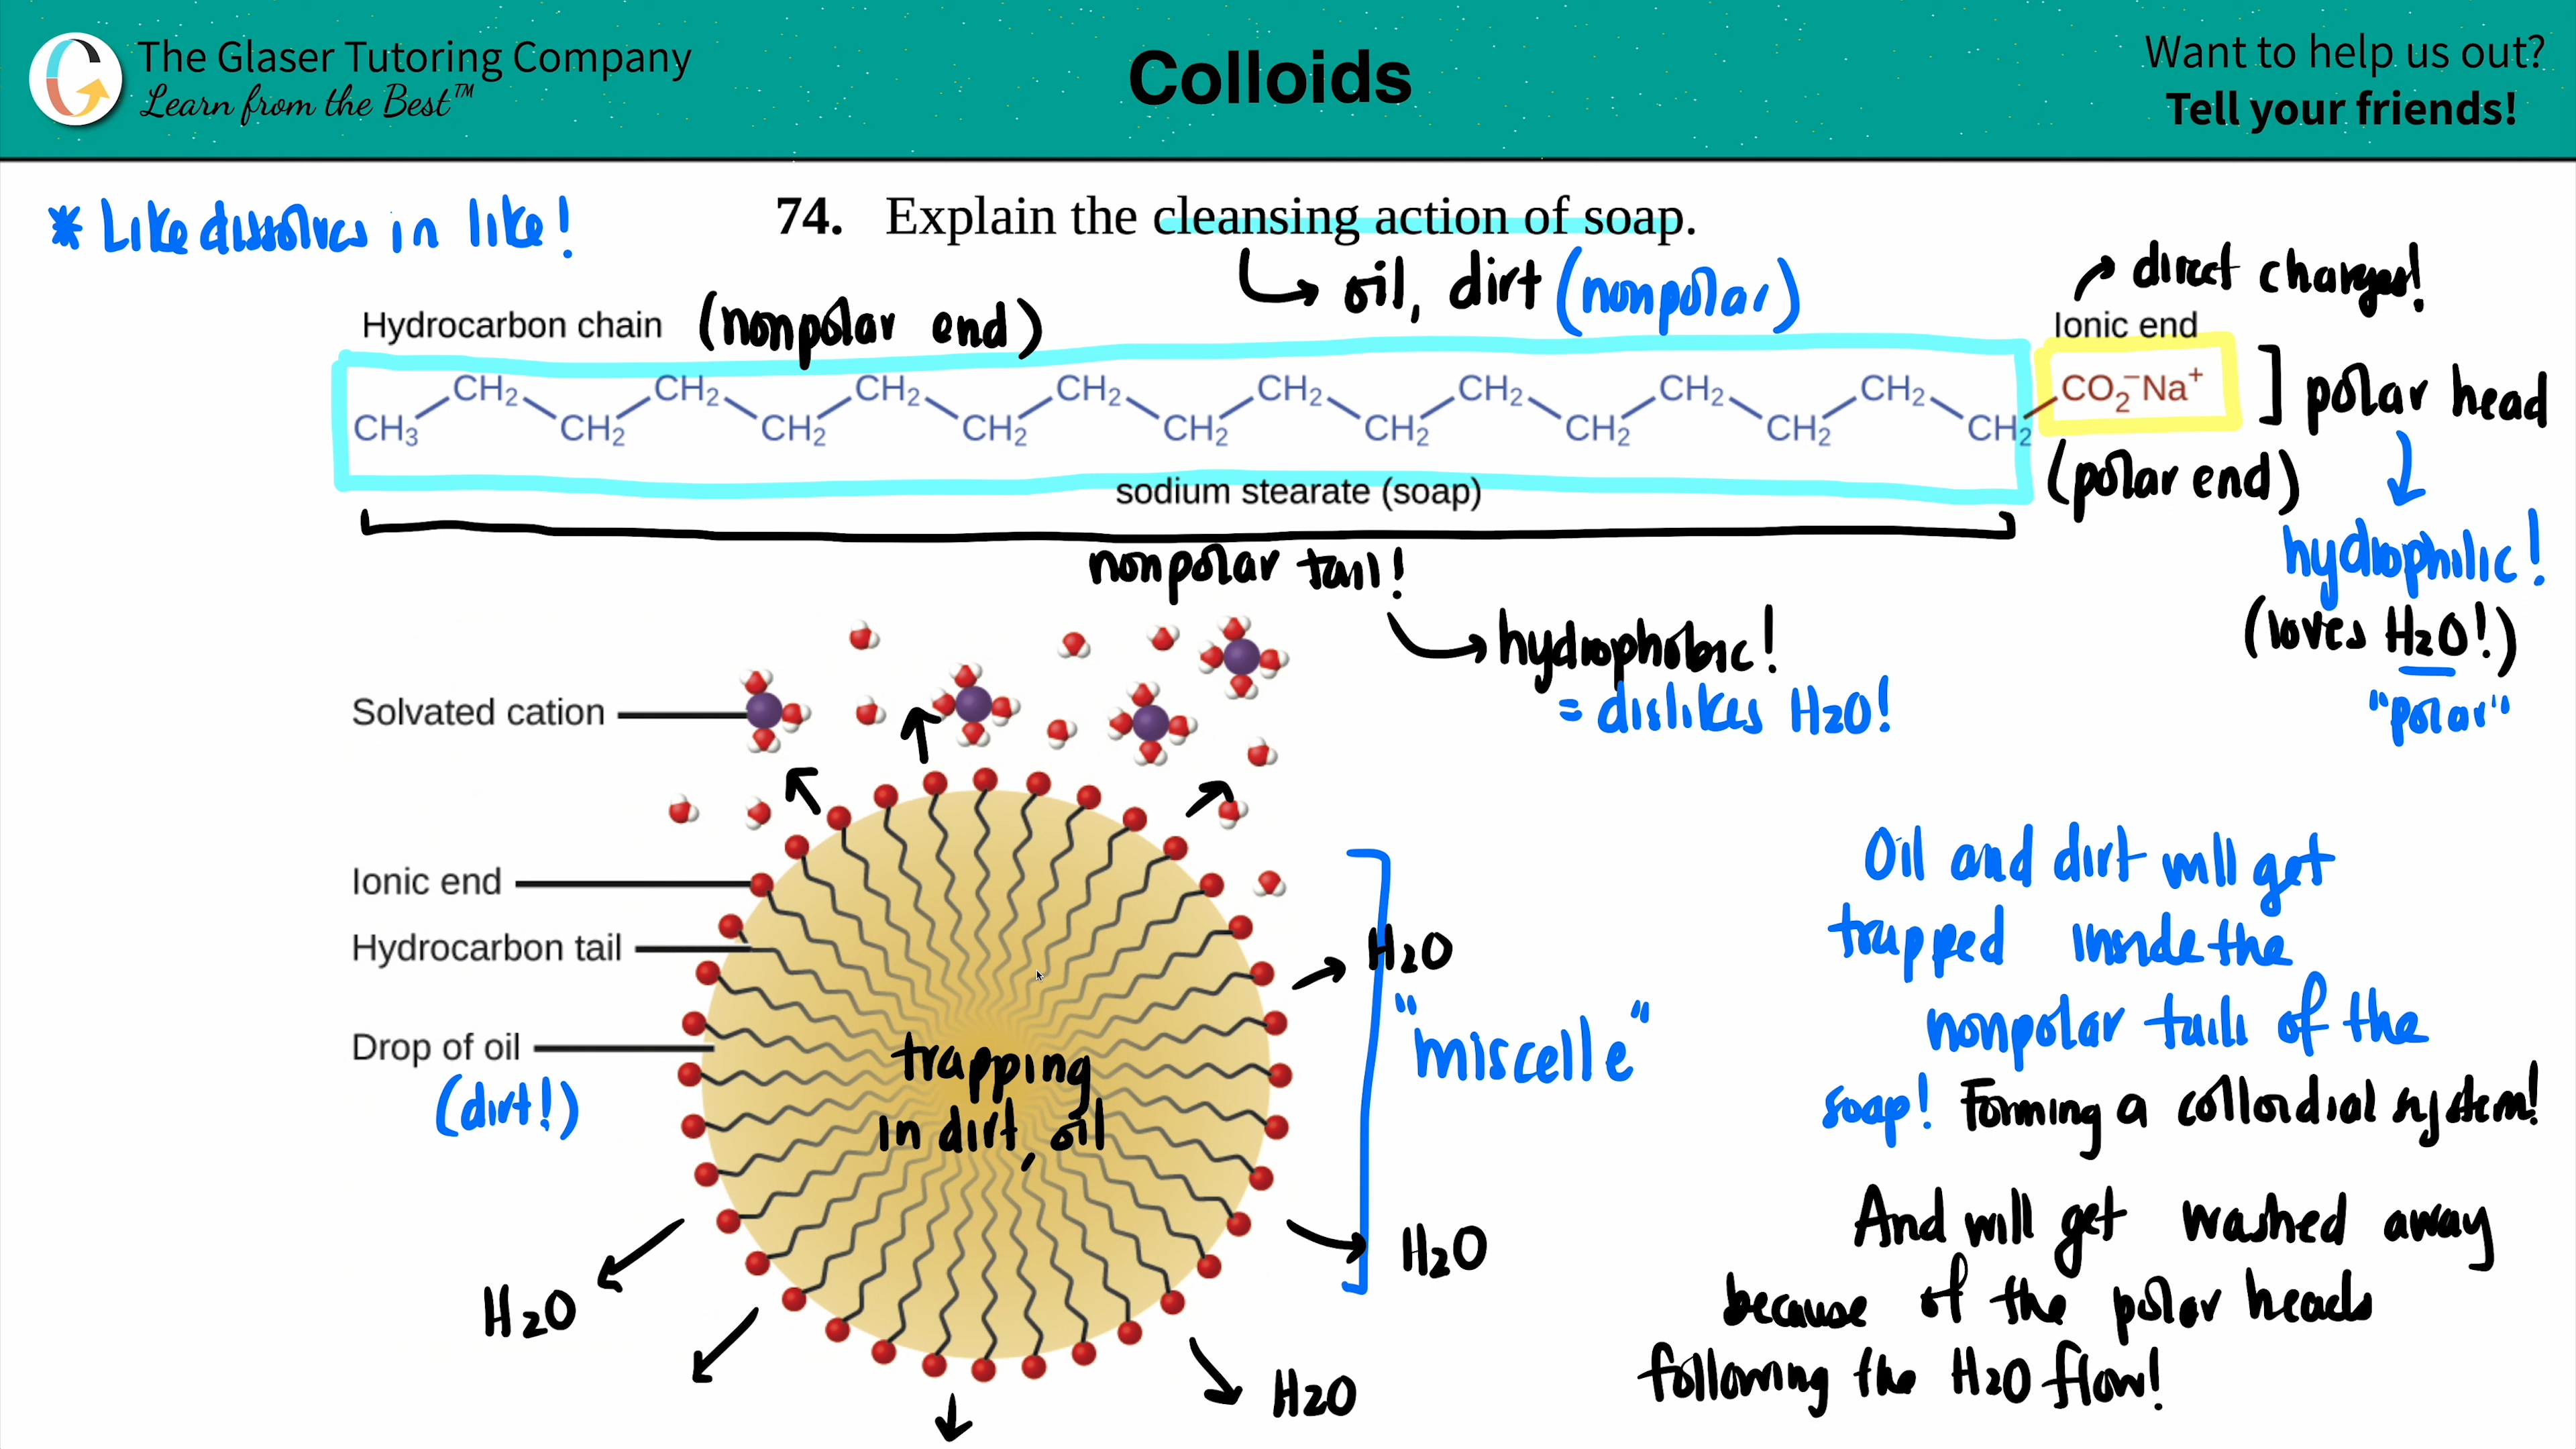 The Glaser Tutoring Company
Learn from the Best™
Colloids
Want to help us out?
Tell your friends!
* Like dissolves in like!
74. Explain the cleansing action of soap.
oil, dirt (nonpolar)
direct charges!
Hydrocarbon chain (nonpolar end)
Ionic end
CH3 CH2 CH2 CH2 CH2 CH2 CH2 CH2 CH2 CH2 CH2 CH2 CH2 CH2 CH2 CH2 CH2 CO2⁻Na⁺
] polar head
(polar end)
sodium stearate (soap)
hydrophilic!
(loves H2O!)
"polar"
nonpolar tail!
hydrophobic!
= dislikes H2O!
Solvated cation
Ionic end
Hydrocarbon tail
Drop of oil
(dirt!)
trapping
in dirt, oil
H2O
"miscelle"
H2O
H2O
H2O
Oil and dirt will get
trapped inside the
nonpolar tails of the
soap! Forming a colloidial system!
And will get washed away
because of the polar heads
following the H2O flow!